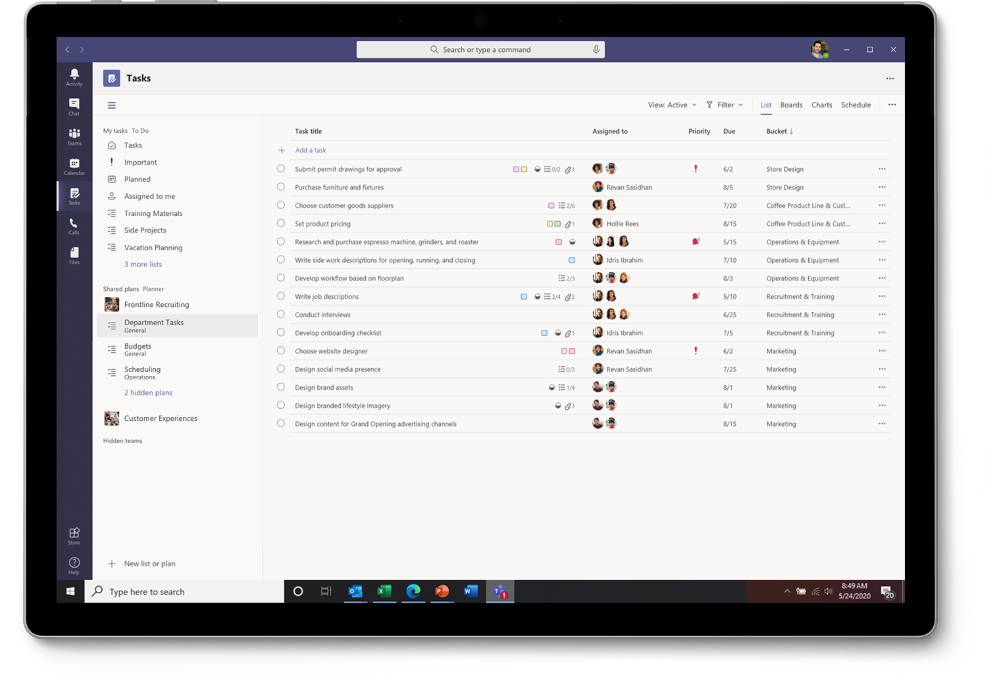 Search or type a command
Activity
Chat
Teams
Calendar
Tasks
Calls
Files
Store
Help
Tasks
View: Active
Filter
List Boards Charts Schedule
My tasks To Do
Tasks
Important
Planned
Assigned to me
Training Materials
Side Projects
Vacation Planning
3 more lists
Shared plans Planner
Frontline Recruiting
Department Tasks
General
Budgets
General
Scheduling
Operations
2 hidden plans
Customer Experiences
Hidden teams
New list or plan
Task title Assigned to Priority Due Bucket ↓
Add a task
Submit permit drawings for approval 0/2 1 6/2 Store Design
Purchase furniture and fixtures Revan Sasidhan 8/5 Store Design
Choose customer goods suppliers 2/6 7/20 Coffee Product Line & Cust...
Set product pricing 1 Hollie Rees 8/15 Coffee Product Line & Cust...
Research and purchase espresso machine, grinders, and roaster 5/15 Operations & Equipment
Write side work descriptions for opening, running, and closing Idris Ibrahim 7/10 Operations & Equipment
Develop workflow based on floorplan 2/3 8/3 Operations & Equipment
Write job descriptions 2/4 2 5/10 Recruitment & Training
Conduct interviews 6/25 Recruitment & Training
Develop onboarding checklist 1 Idris Ibrahim 7/5 Recruitment & Training
Choose website designer Revan Sasidhan 6/2 Marketing
Design social media presence 0/3 Revan Sasidhan 7/25 Marketing
Design brand assets 1/4 8/1 Marketing
Design branded lifestyle imagery 3 8/1 Marketing
Design content for Grand Opening advertising channels 8/15 Marketing
Type here to search
1
8:49 AM
5/24/2020
20